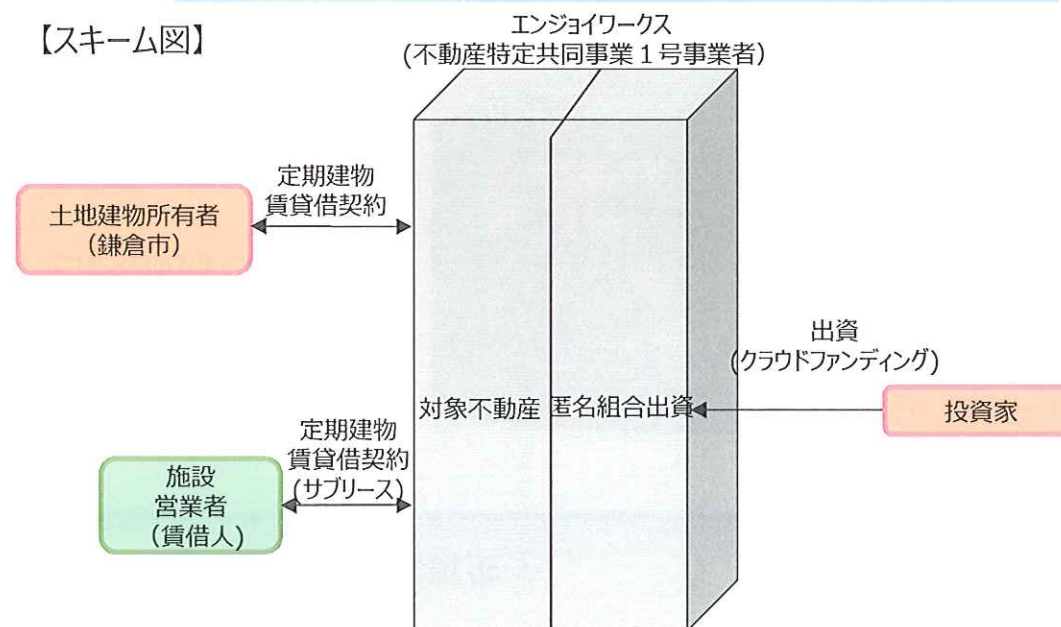 【スキーム図】
エンジョイワークス
(不動産特定共同事業１号事業者)
定期建物
賃貸借契約
土地建物所有者
（鎌倉市）
出資
(クラウドファンディング)
対象不動産
匿名組合出資
投資家
定期建物
賃貸借契約
(サブリース)
施設
営業者
（賃借人)